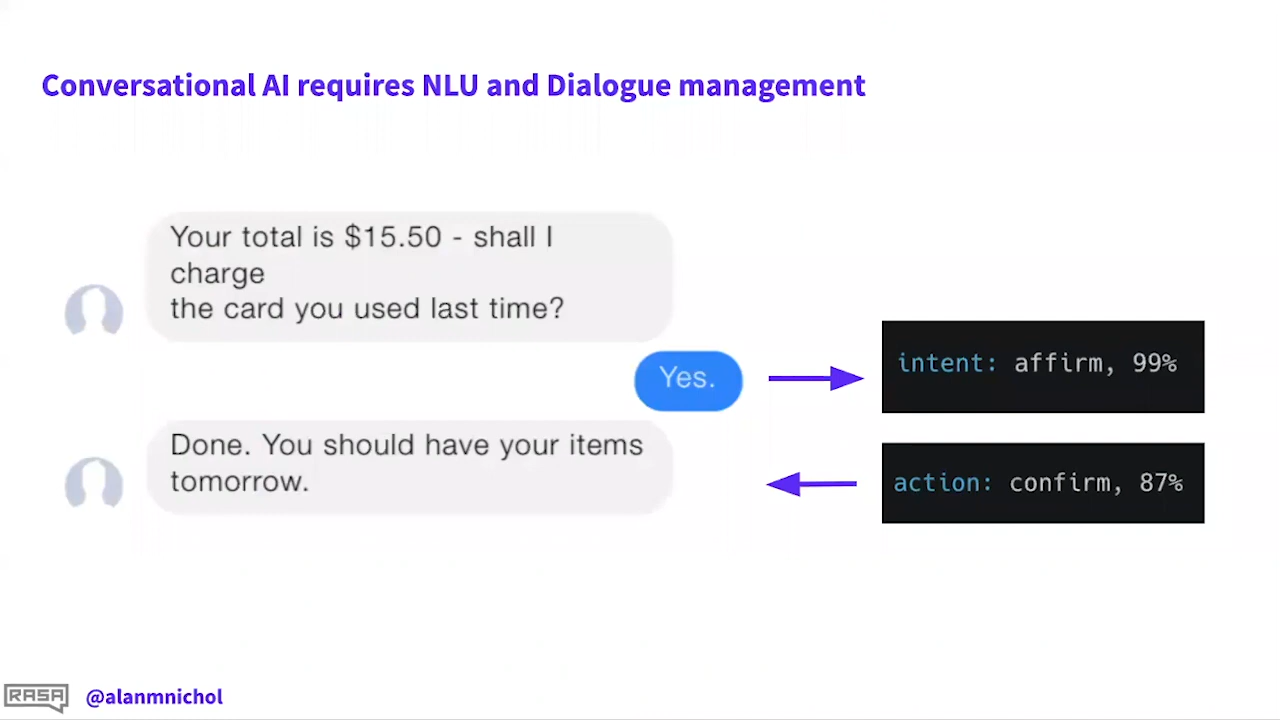 Conversational AI requires NLU and Dialogue management
Your total is $15.50 - shall I
charge
the card you used last time?
Yes.
intent: affirm, 99%
Done. You should have your items
tomorrow.
action: confirm, 87%
RASA @alanmnichol